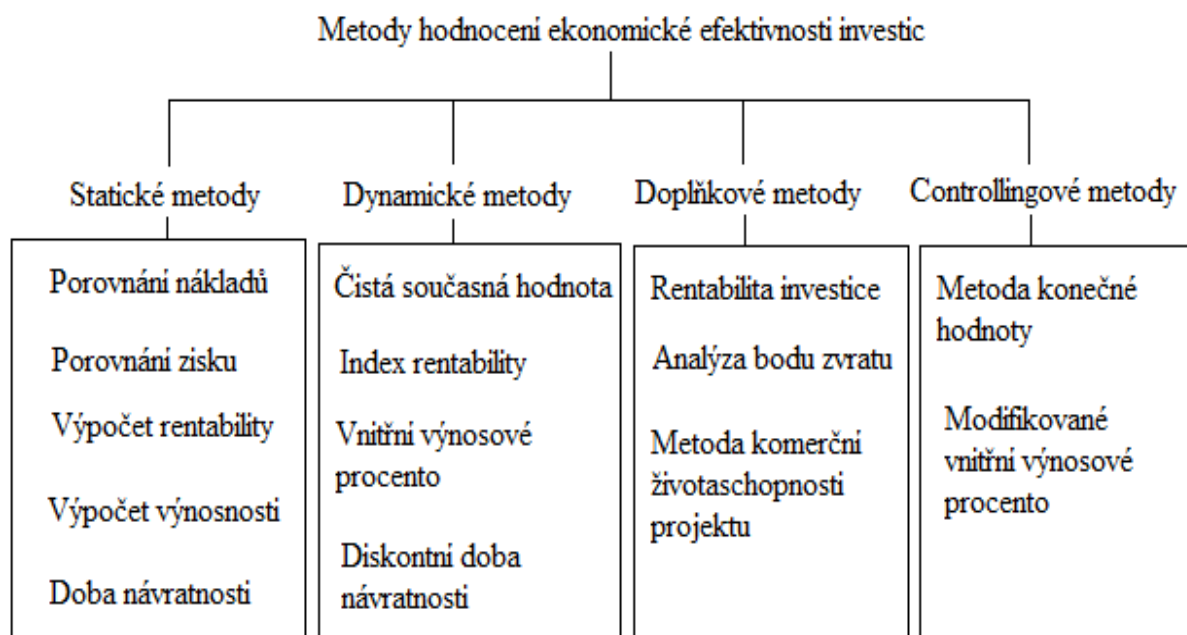 Metody hodnocení ekonomické efektivnosti investic
Statické metody
Porovnání nákladů
Porovnání zisku
Výpočet rentability
Výpočet výnosnosti
Doba návratnosti
Dynamické metody
Čistá současná hodnota
Index rentability
Vnitřní výnosové
procento
Diskontní doba
návratnosti
Doplňkové metody
Rentabilita investice
Analýza bodu zvratu
Metoda komerční
životaschopnosti
projektu
Controllingové metody
Metoda konečné
hodnoty
Modifikované
vnitřní výnosové
procento